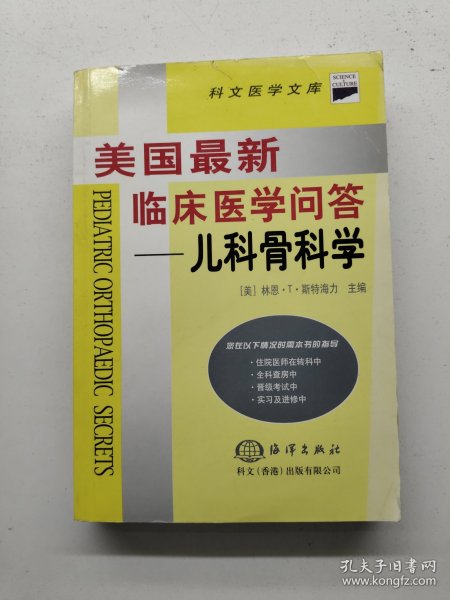 科文医学文库
SCIENCE
&
CULTURE
美国最新
临床医学问答
——儿科骨科学
PEDIATRIC ORTHOPAEDIC SECRETS
[美] 林恩·T·斯特海力 主编
您在以下情况时需本书的指导
·住院医师在转科中
·全科查房中
·晋级考试中
·实习及进修中
海洋出版社
科文(香港)出版有限公司
孔夫子旧书网
www.kongfz.com